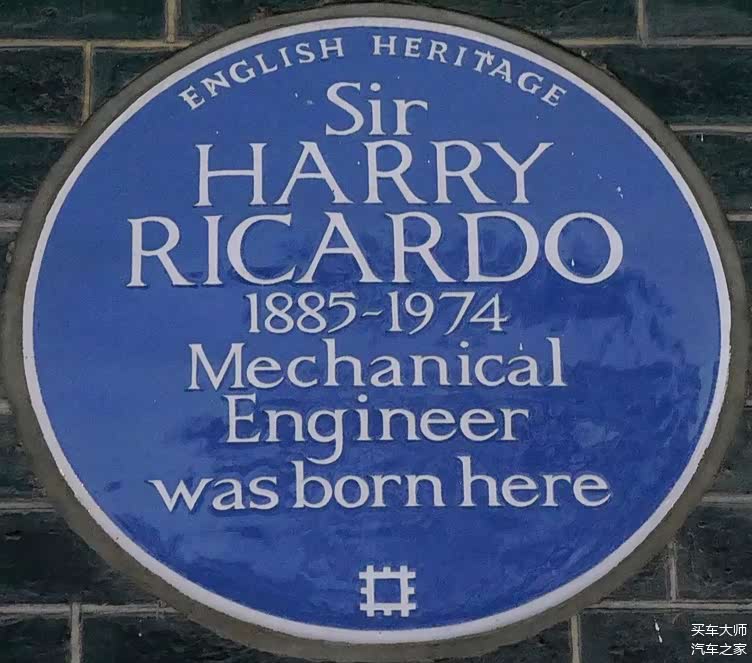 ENGLISH HERITAGE
Sir
HARRY
RICARDO
1885-1974
Mechanical
Engineer
was born here
买车大师
汽车之家